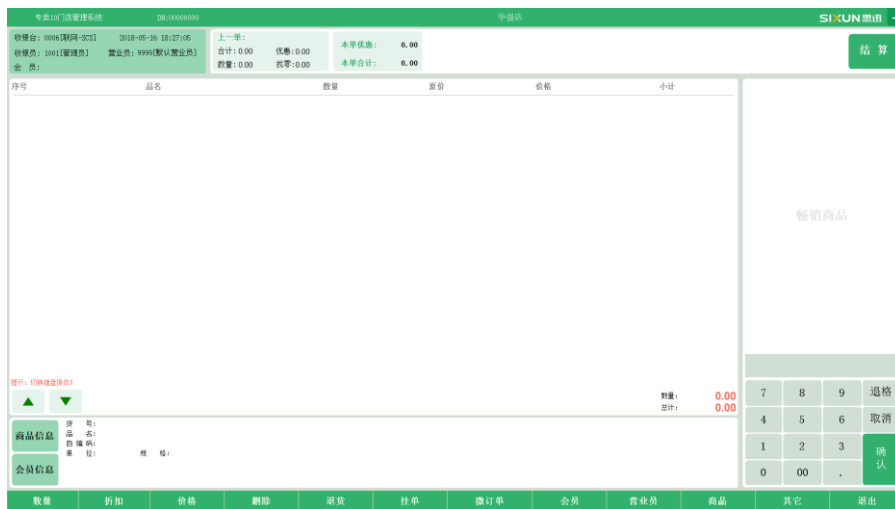 专卖10门店管理系统 DN:00000000 华强店 SIXUN 思迅
收银台: 0006[联网-SCS] 2018-05-16 18:27:05
收银员: 1001[管理员] 营业员: 9999[默认营业员]
会 员:
上一单:
合计: 0.00 优惠: 0.00
数量: 0.00 找零: 0.00
本单优惠: 0.00
本单合计: 0.00
结 算
序号 品名 数量 原价 价格 小计
畅销商品
提示: 切换键盘操作!
数量: 0.00
总计: 0.00
商品信息
会员信息
货 号:
品 名:
自 编 码:
单 位: 规 格:
7 8 9 退格
4 5 6 取消
1 2 3 确认
0 00 .
数量 折扣 价格 删除 退货 挂单 微订单 会员 营业员 商品 其它 退出